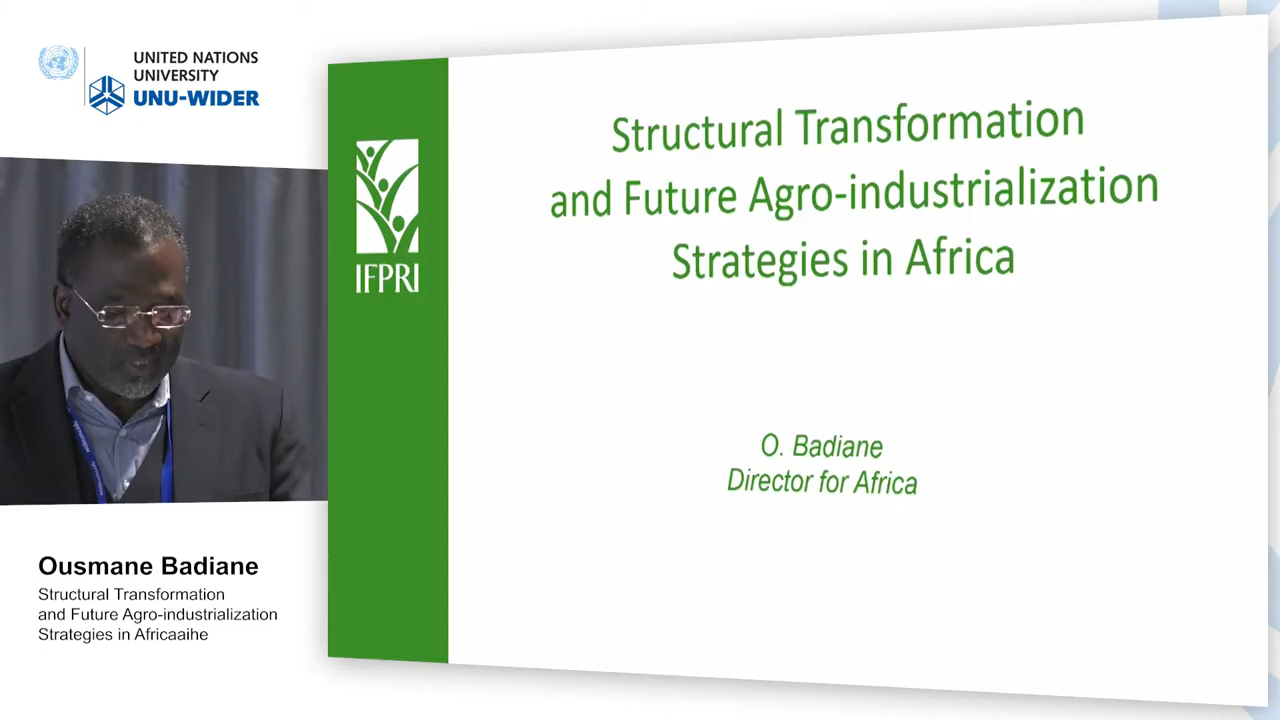 UNITED NATIONS
UNIVERSITY
UNU-WIDER
IFPRI
Structural Transformation
and Future Agro-industrialization
Strategies in Africa
O. Badiane
Director for Africa
Ousmane Badiane
Structural Transformation
and Future Agro-industrialization
Strategies in Africaaihe